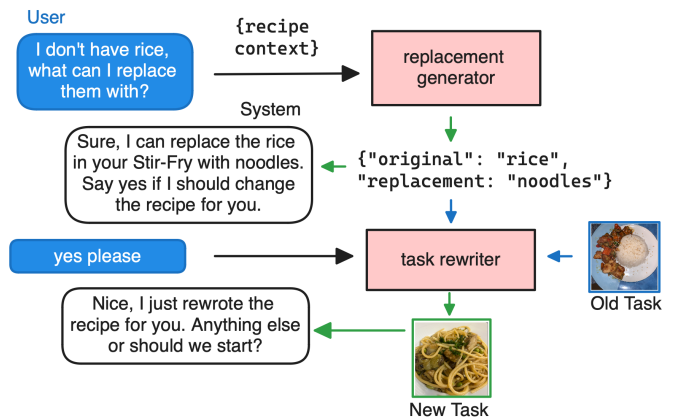 User
I don't have rice,
what can I replace
them with?
{recipe
context}
replacement
generator
System
Sure, I can replace the rice
in your Stir-Fry with noodles.
Say yes if I should change
the recipe for you.
{"original": "rice",
"replacement: "noodles"}
yes please
task rewriter
Old Task
Nice, I just rewrote the
recipe for you. Anything else
or should we start?
New Task